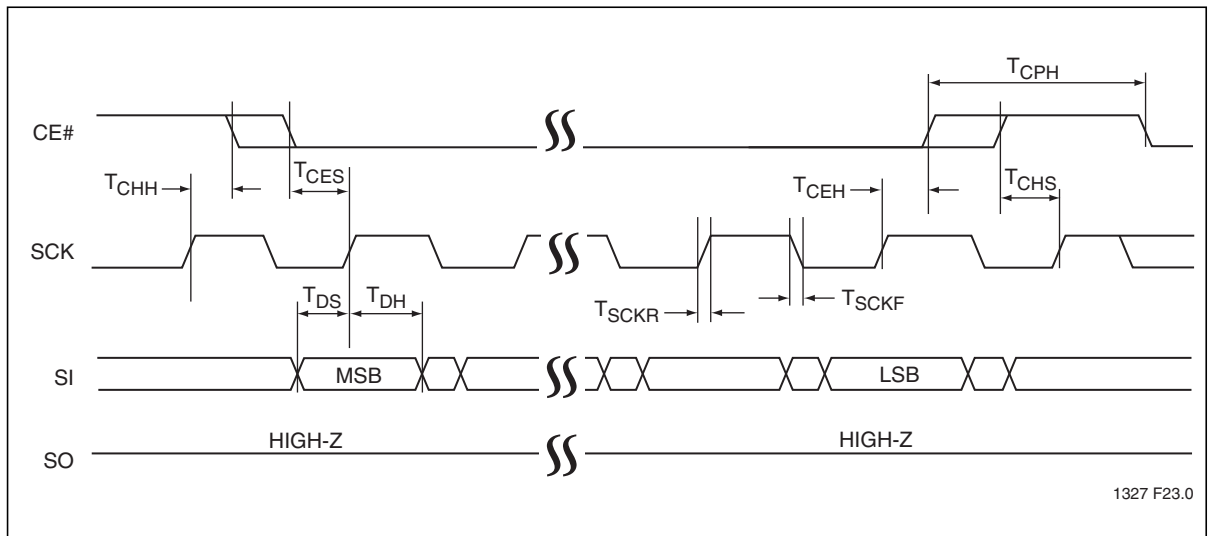 TCPH
CE#
TCHH
TCES
TCEH
TCHS
SCK
TDS
TDH
TSCKR
TSCKF
SI
MSB
LSB
HIGH-Z
HIGH-Z
SO
1327 F23.0